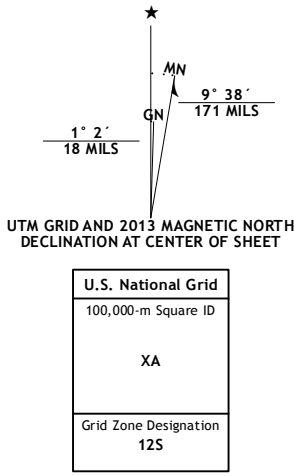 MN
GN
9° 38´
171 MILS
1° 2´
18 MILS
UTM GRID AND 2013 MAGNETIC NORTH
DECLINATION AT CENTER OF SHEET
U.S. National Grid
100,000-m Square ID
XA
Grid Zone Designation
12S